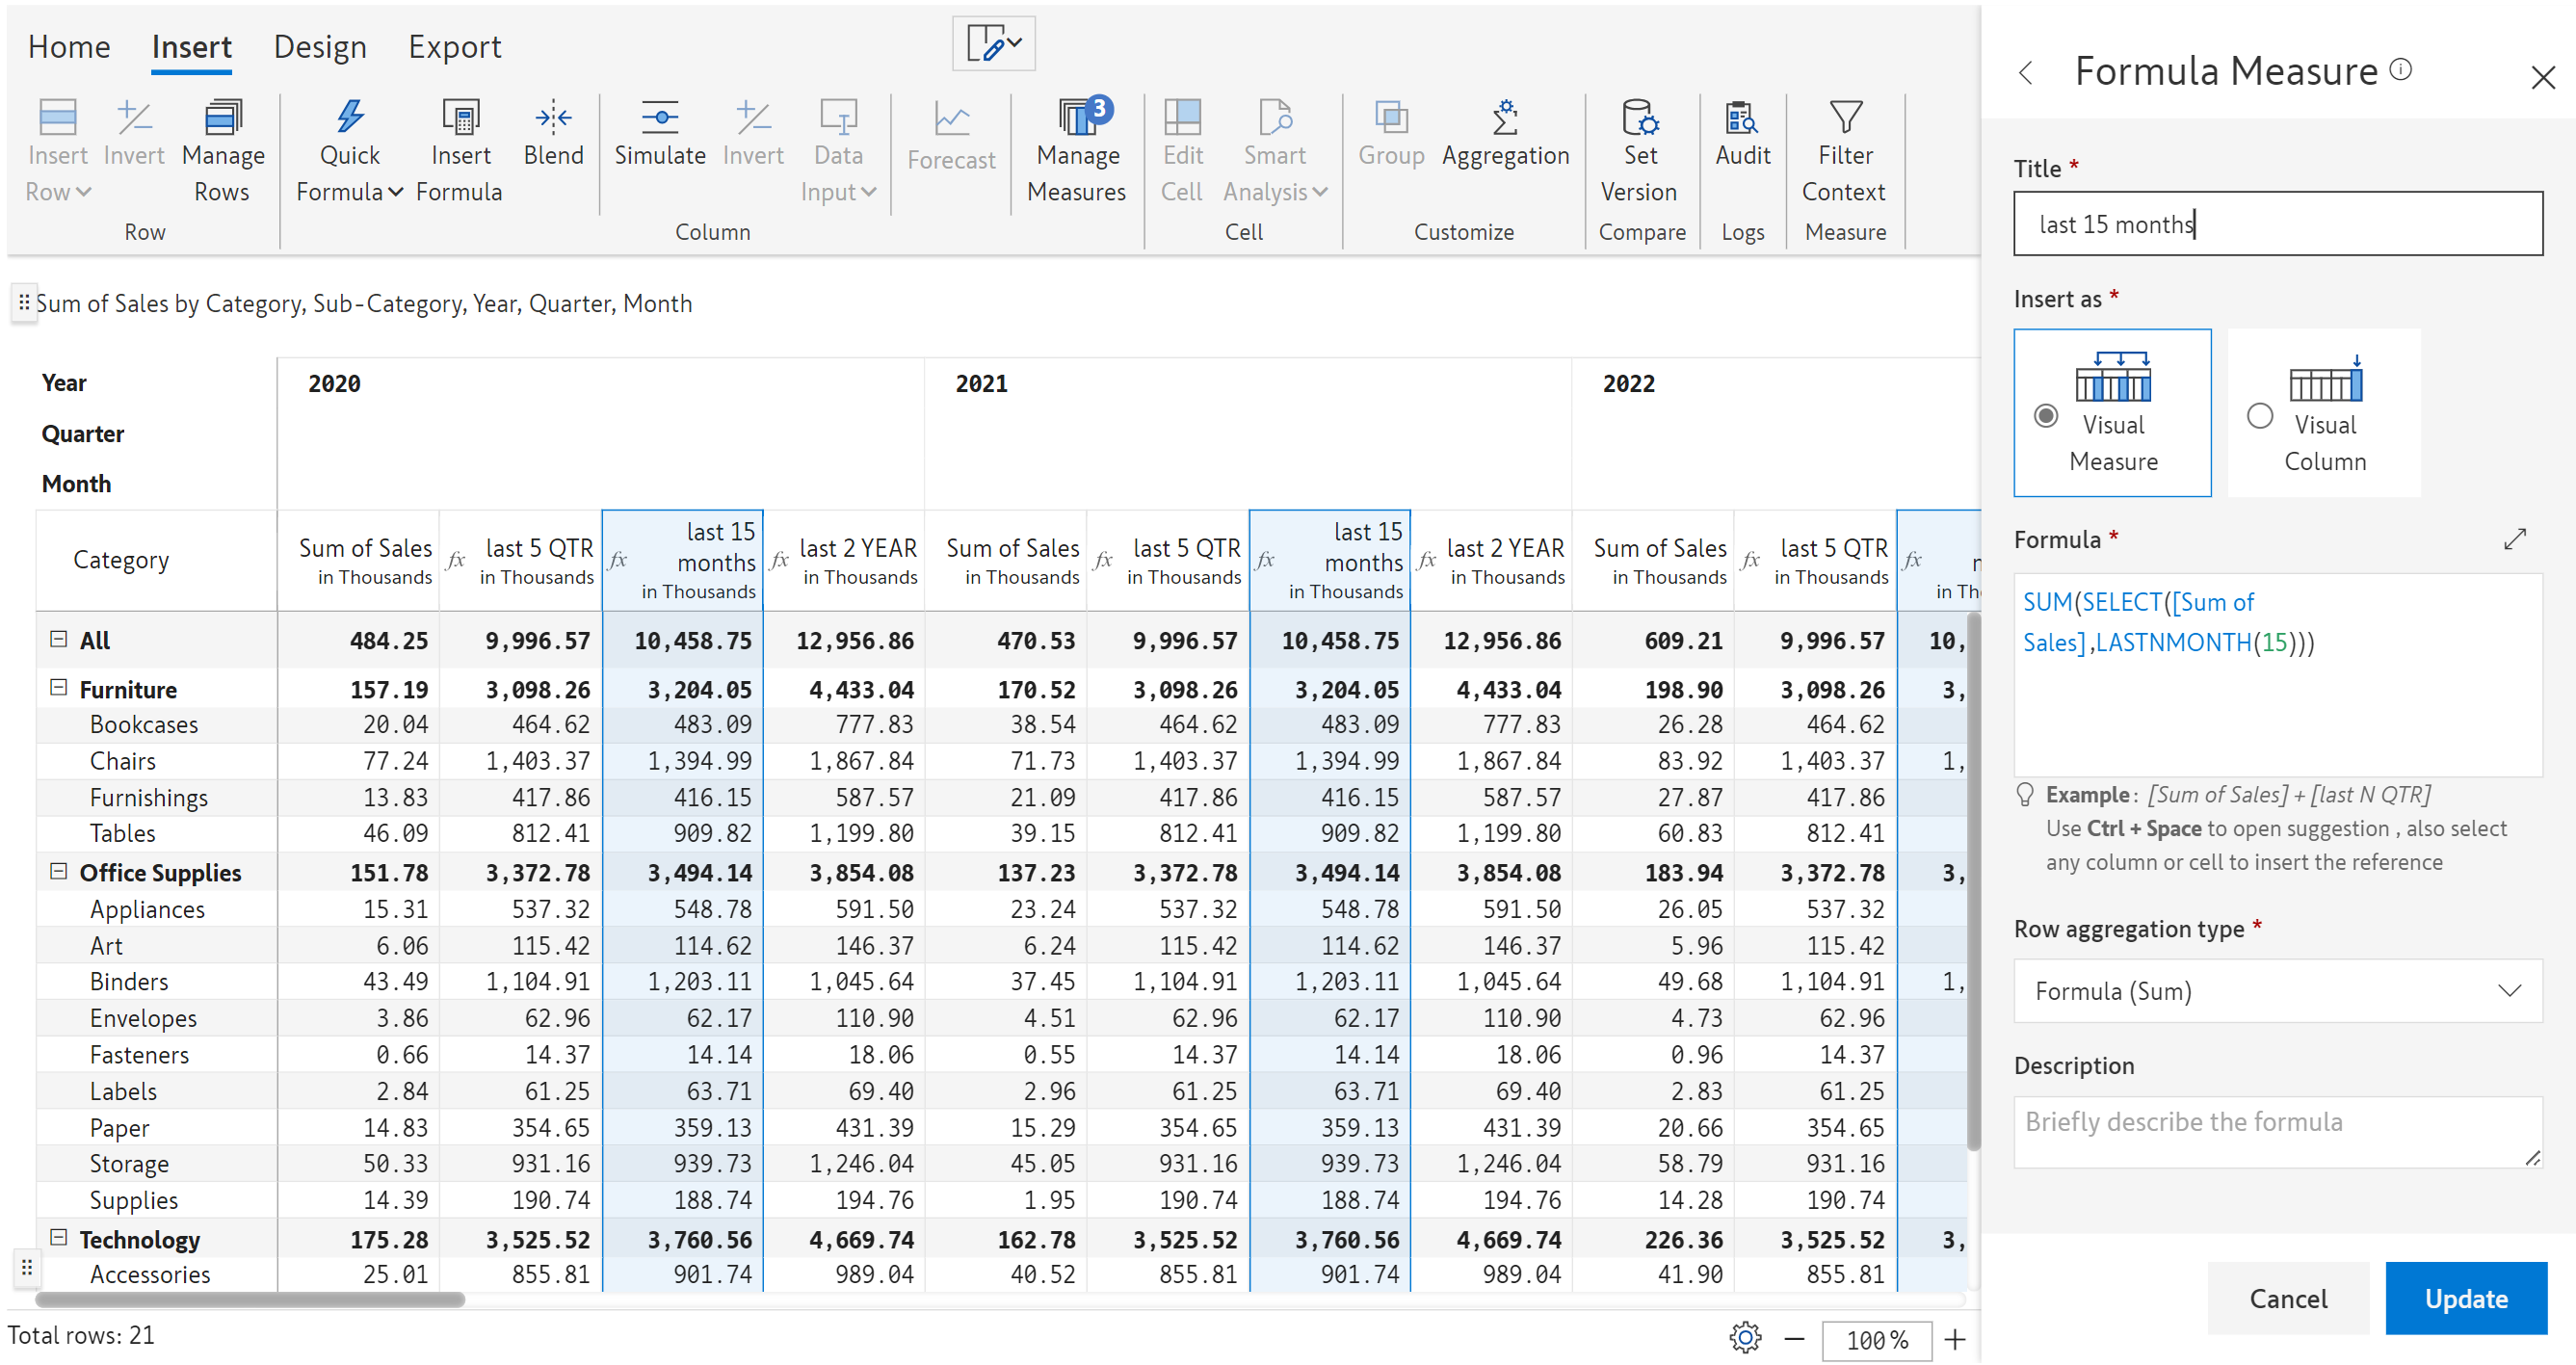 Home Insert Design Export
Insert Row Invert Manage Rows Quick Formula Insert Formula Blend Simulate Invert Data Input Forecast Manage Measures 3 Edit Cell Smart Analysis Group Aggregation Set Version Audit Filter Context
Row Column Cell Customize Compare Logs Measure
Sum of Sales by Category, Sub-Category, Year, Quarter, Month
Year 2020 2021 2022
Quarter
Month
Category Sum of Sales in Thousands fx last 5 QTR in Thousands fx last 15 months in Thousands fx last 2 YEAR in Thousands Sum of Sales in Thousands fx last 5 QTR in Thousands fx last 15 months in Thousands fx last 2 YEAR in Thousands Sum of Sales in Thousands fx last 5 QTR in Thousands fx in Th
All 484.25 9,996.57 10,458.75 12,956.86 470.53 9,996.57 10,458.75 12,956.86 609.21 9,996.57 10,
Furniture 157.19 3,098.26 3,204.05 4,433.04 170.52 3,098.26 3,204.05 4,433.04 198.90 3,098.26 3,
Bookcases 20.04 464.62 483.09 777.83 38.54 464.62 483.09 777.83 26.28 464.62
Chairs 77.24 1,403.37 1,394.99 1,867.84 71.73 1,403.37 1,394.99 1,867.84 83.92 1,403.37 1,
Furnishings 13.83 417.86 416.15 587.57 21.09 417.86 416.15 587.57 27.87 417.86
Tables 46.09 812.41 909.82 1,199.80 39.15 812.41 909.82 1,199.80 60.83 812.41
Office Supplies 151.78 3,372.78 3,494.14 3,854.08 137.23 3,372.78 3,494.14 3,854.08 183.94 3,372.78 3,
Appliances 15.31 537.32 548.78 591.50 23.24 537.32 548.78 591.50 26.05 537.32
Art 6.06 115.42 114.62 146.37 6.24 115.42 114.62 146.37 5.96 115.42
Binders 43.49 1,104.91 1,203.11 1,045.64 37.45 1,104.91 1,203.11 1,045.64 49.68 1,104.91 1,
Envelopes 3.86 62.96 62.17 110.90 4.51 62.96 62.17 110.90 4.73 62.96
Fasteners 0.66 14.37 14.14 18.06 0.55 14.37 14.14 18.06 0.96 14.37
Labels 2.84 61.25 63.71 69.40 2.96 61.25 63.71 69.40 2.83 61.25
Paper 14.83 354.65 359.13 431.39 15.29 354.65 359.13 431.39 20.66 354.65
Storage 50.33 931.16 939.73 1,246.04 45.05 931.16 939.73 1,246.04 58.79 931.16
Supplies 14.39 190.74 188.74 194.76 1.95 190.74 188.74 194.76 14.28 190.74
Technology 175.28 3,525.52 3,760.56 4,669.74 162.78 3,525.52 3,760.56 4,669.74 226.36 3,525.52 3,
Accessories 25.01 855.81 901.74 989.04 40.52 855.81 901.74 989.04 41.90 855.81
Total rows: 21
100%
Formula Measure
Title *
last 15 months
Insert as *
Visual Measure
Visual Column
Formula *
SUM(SELECT([Sum of
Sales],LASTNMONTH(15)))
Example: [Sum of Sales] + [last N QTR]
Use Ctrl + Space to open suggestion , also select
any column or cell to insert the reference
Row aggregation type *
Formula (Sum)
Description
Briefly describe the formula
Cancel Update